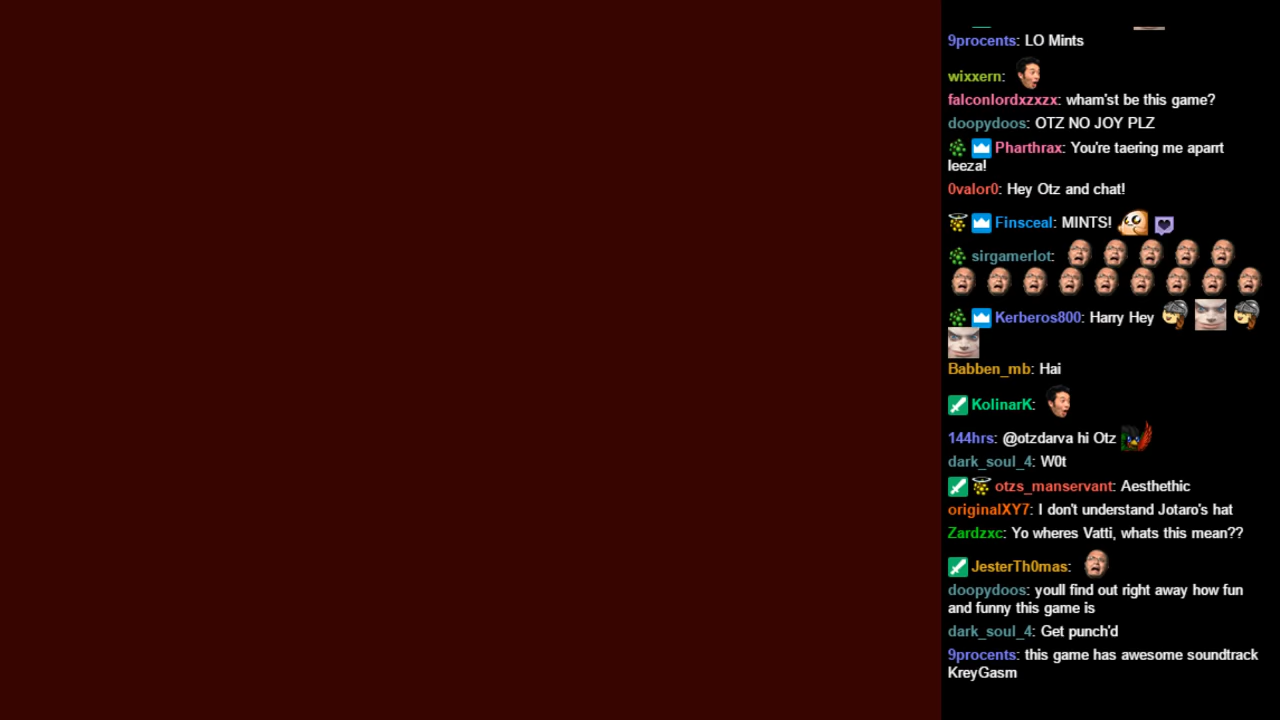 9procents: LO Mints
wixxern:
falconlordxzxzx: wham'st be this game?
doopydoos: OTZ NO JOY PLZ
Pharthrax: You're taering me aparrt
leeza!
0valor0: Hey Otz and chat!
Finsceal: MINTS!
sirgamerlot:
Kerberos800: Harry Hey
Babben_mb: Hai
KolinarK:
144hrs: @otzdarva hi Otz
dark_soul_4: W0t
otzs_manservant: Aesthethic
originalXY7: I don't understand Jotaro's hat
Zardzxc: Yo wheres Vatti, whats this mean??
JesterTh0mas:
doopydoos: youll find out right away how fun
and funny this game is
dark_soul_4: Get punch'd
9procents: this game has awesome soundtrack
KreyGasm